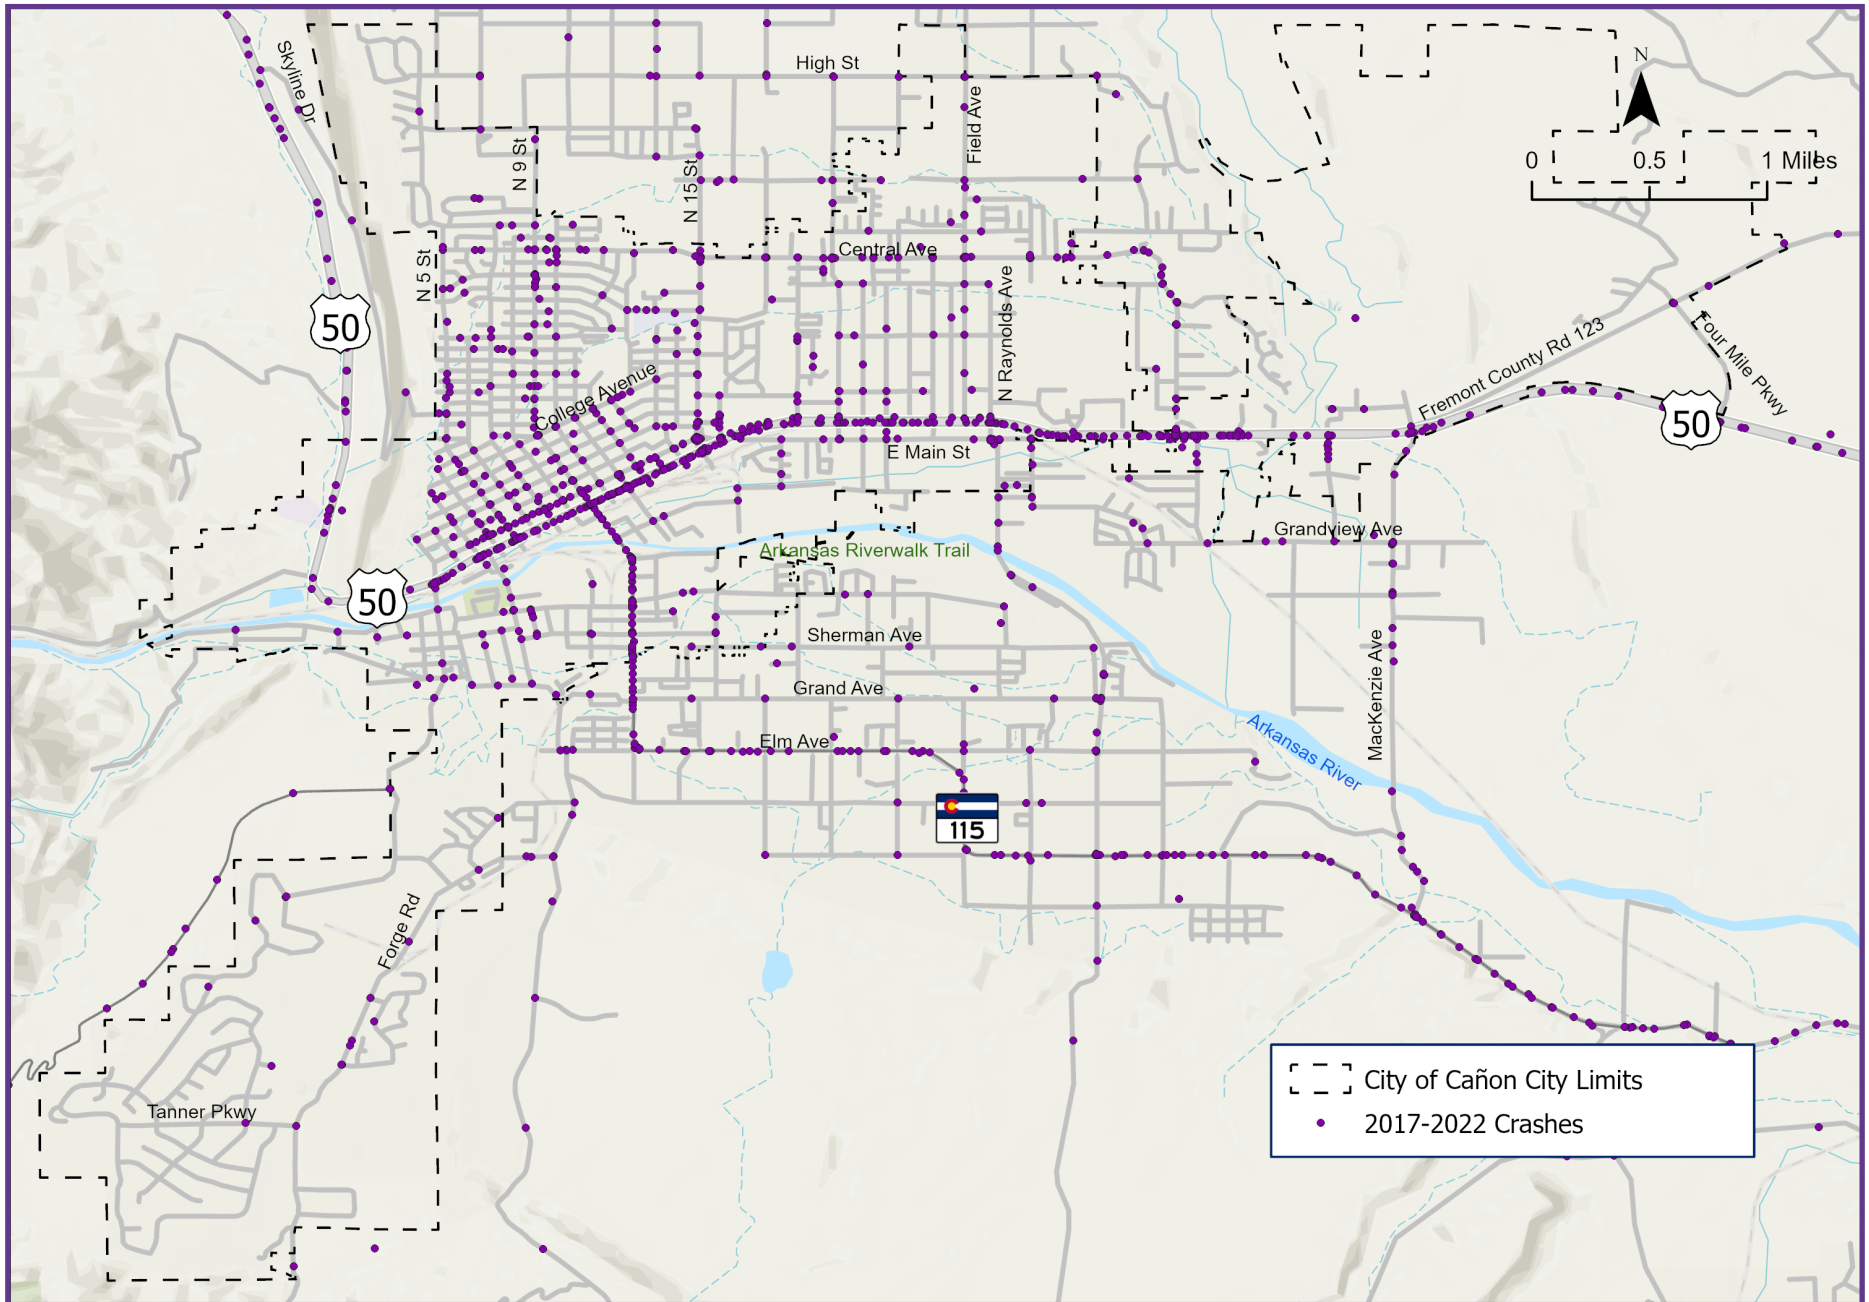 Skyline Dr
High St
N
Field Ave
N 9 St
N 15 St
0 0.5 1 Miles
N 5 St
Central Ave
N Raynolds Ave
50
Fremont County Rd 123
Four Mile Pkwy
College Avenue
50
E Main St
Grandview Ave
Arkansas Riverwalk Trail
50
Sherman Ave
MacKenzie Ave
Grand Ave
Elm Ave
Arkansas River
115
Forge Rd
Tanner Pkwy
City of Cañon City Limits
2017-2022 Crashes